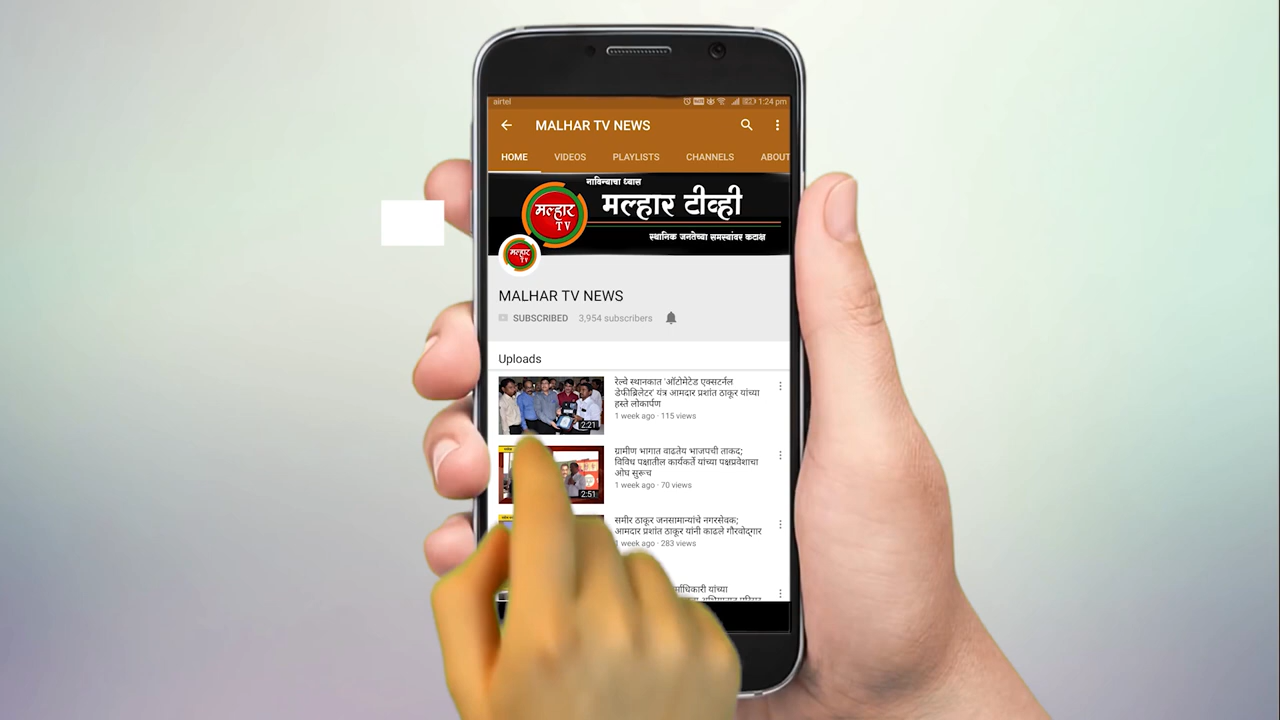 airtel
1:24 pm
MALHAR TV NEWS
HOME VIDEOS PLAYLISTS CHANNELS ABOUT
नाविन्याचा ध्यास
मल्हार टीव्ही
स्थानिक जनतेच्या समस्यांवर कटाक्ष
मल्हार
TV
मल्हार
TV
MALHAR TV NEWS
SUBSCRIBED 3,954 subscribers
Uploads
रेल्वे स्थानकात 'ऑटोमेटेड एक्सटर्नल
डेफीब्रिलेटर' यंत्र आमदार प्रशांत ठाकूर यांच्या
हस्ते लोकार्पण
1 week ago · 115 views
2:21
ग्रामीण भागात वाढतेय भाजपची ताकद;
विविध पक्षातील कार्यकर्ते यांच्या पक्षप्रवेशाचा
ओघ सुरूच
1 week ago · 70 views
2:51
समीर ठाकूर जनसामान्यांचे नगरसेवक;
आमदार प्रशांत ठाकूर यांनी काढले गौरवोद्गार
1 week ago · 283 views
यांच्या